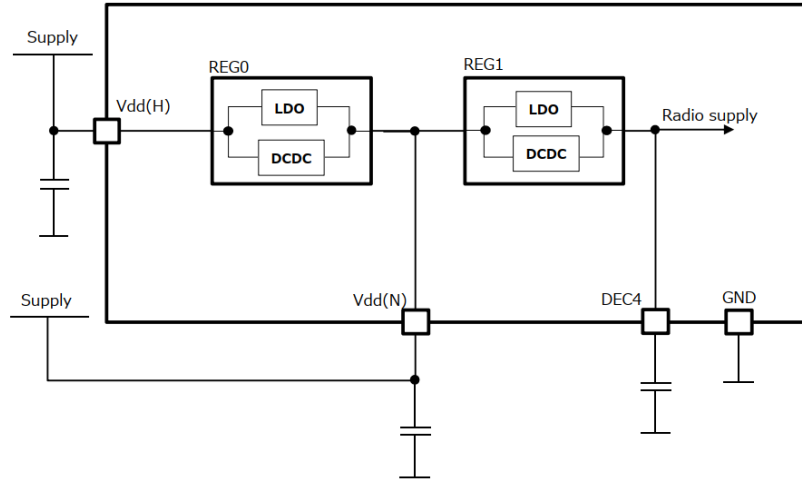 Supply
Vdd(H)
REG0
LDO
DCDC
REG1
LDO
DCDC
Radio supply
Supply
Vdd(N)
DEC4
GND